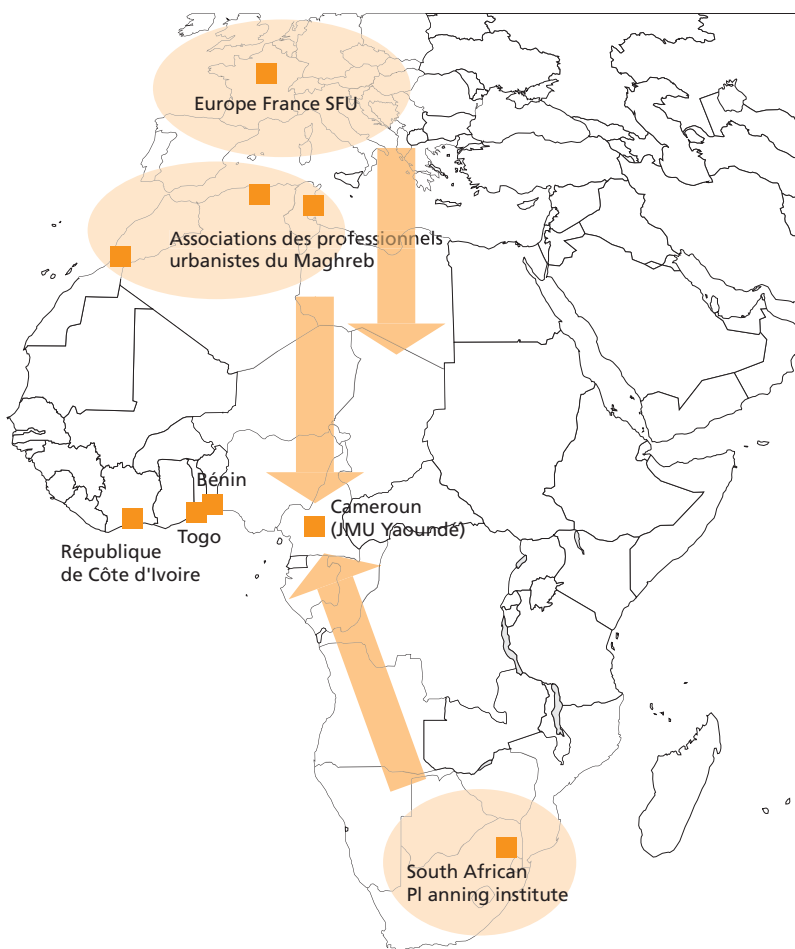 Europe France SFU
Associations des professionnels
urbanistes du Maghreb
Bénin
Togo
République
de Côte d'Ivoire
Cameroun
(JMU Yaoundé)
South African
Pl anning institute